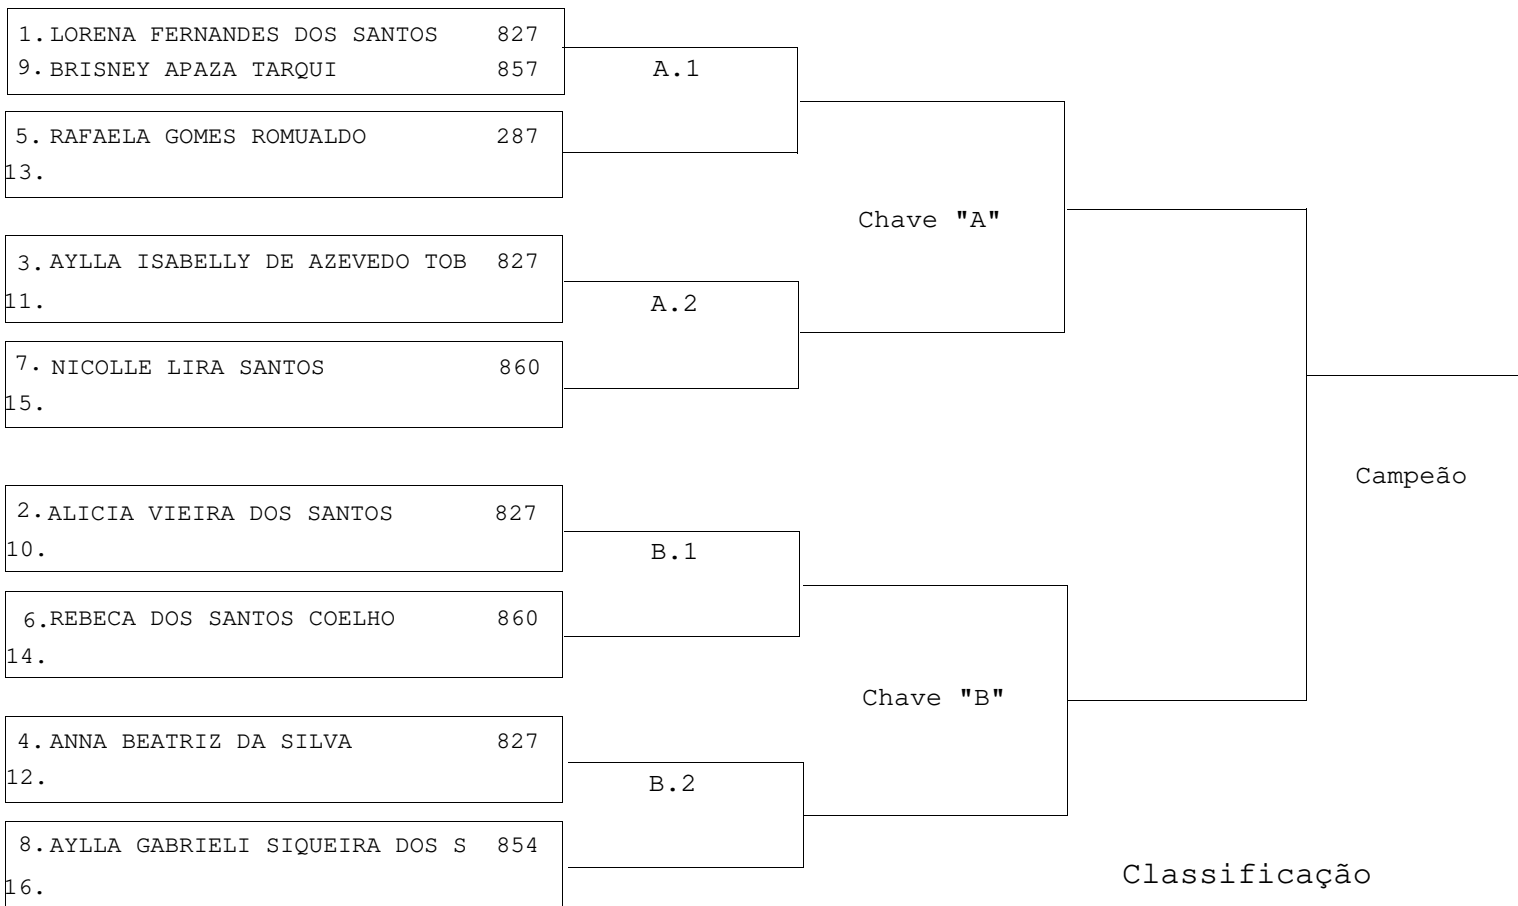 1. LORENA FERNANDES DOS SANTOS 827
9. BRISNEY APAZA TARQUI 857
A.1
5. RAFAELA GOMES ROMUALDO 287
13.
Chave "A"
3. AYLLA ISABELLY DE AZEVEDO TOB 827
11.
A.2
7. NICOLLE LIRA SANTOS 860
15.
Campeão
2. ALICIA VIEIRA DOS SANTOS 827
10.
B.1
6. REBECA DOS SANTOS COELHO 860
14.
Chave "B"
4. ANNA BEATRIZ DA SILVA 827
12.
B.2
8. AYLLA GABRIELI SIQUEIRA DOS S 854
16.
Classificação